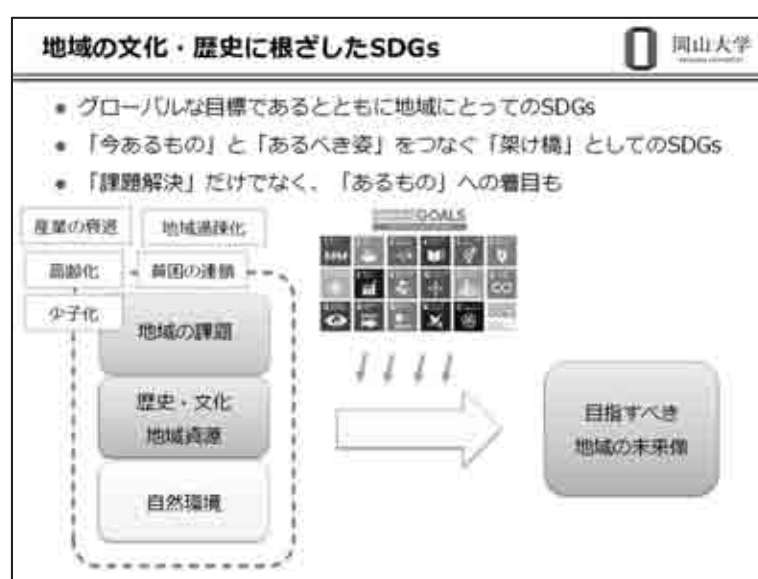 地域の文化・歴史に根ざしたSDGs
岡山大学
● グローバルな目標であるとともに地域にとってのSDGs
● 「今あるもの」と「あるべき姿」をつなぐ「架け橋」としてのSDGs
● 「課題解決」だけでなく、「あるもの」への着目も
産業の衰退
地域過疎化
高齢化
貧困の連鎖
少子化
地域の課題
歴史・文化
地域資源
自然環境
GOALS
目指すべき
地域の未来像